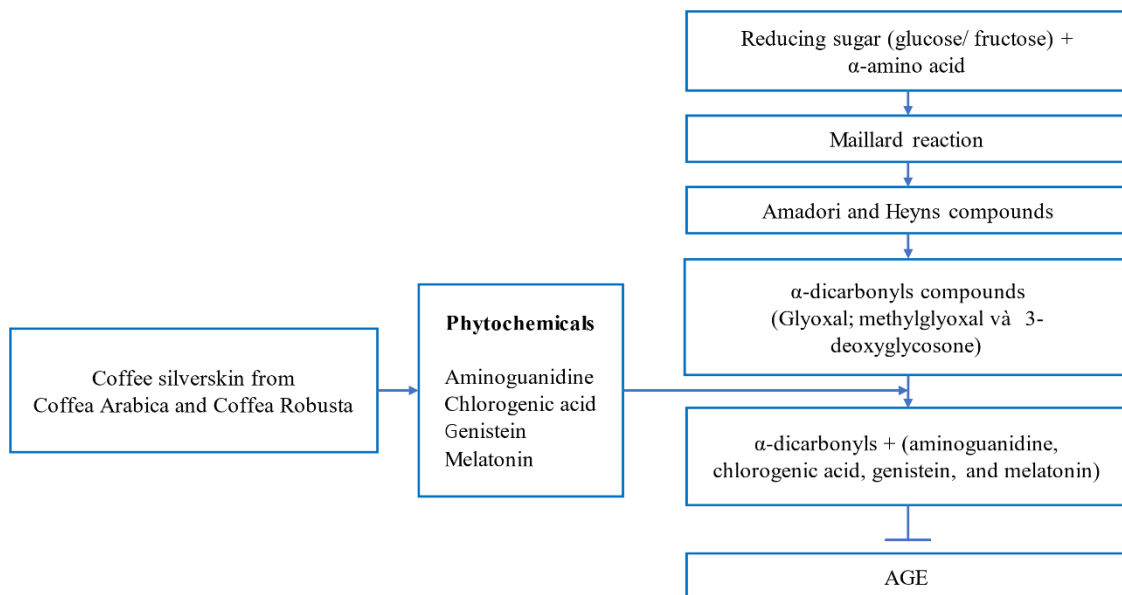 Reducing sugar (glucose/ fructose) +
α-amino acid
Maillard reaction
Amadori and Heyns compounds
α-dicarbonyls compounds
(Glyoxal; methylglyoxal và 3-
deoxyglycosone)
Coffee silverskin from
Coffea Arabica and Coffea Robusta
Phytochemicals
Aminoguanidine
Chlorogenic acid
Genistein
Melatonin
α-dicarbonyls + (aminoguanidine,
chlorogenic acid, genistein, and melatonin)
AGE